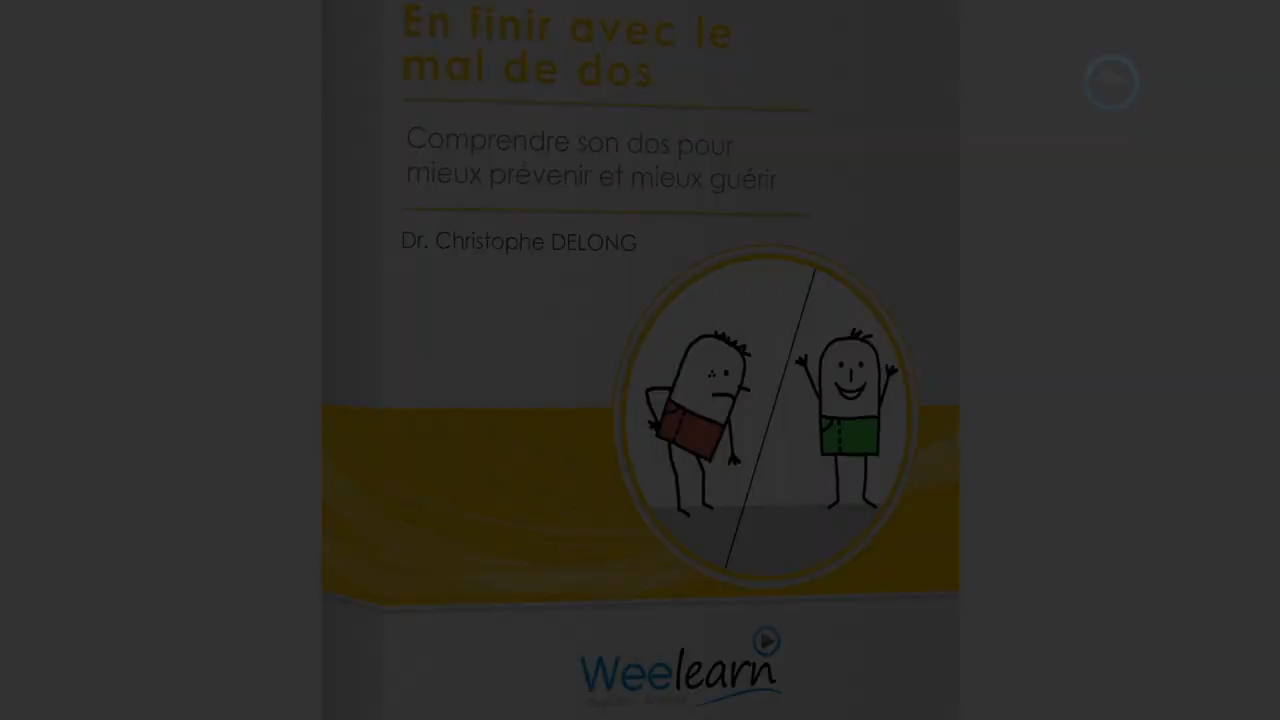 En finir avec le
mal de dos
Comprendre son dos pour
mieux prévenir et mieux guérir
Dr. Christophe DELONG
Weelearn